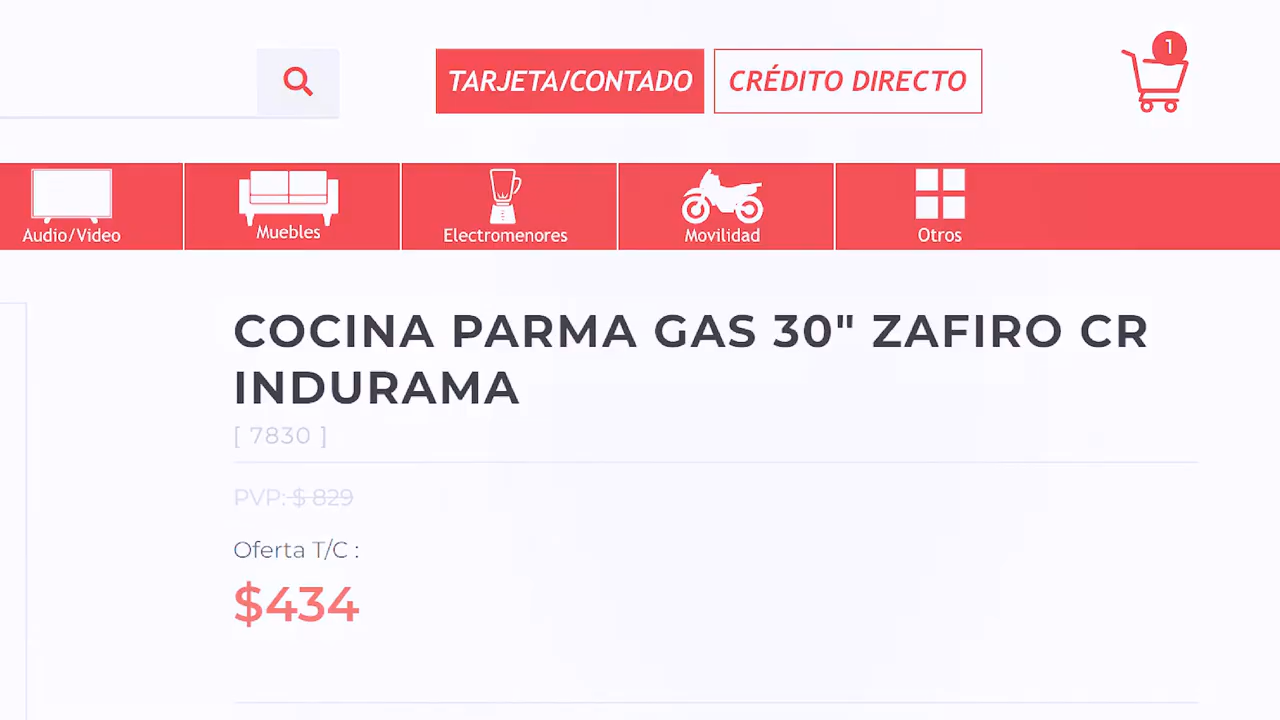 TARJETA/CONTADO
CRÉDITO DIRECTO
1
Audio/Video
Muebles
Electromenores
Movilidad
Otros
COCINA PARMA GAS 30" ZAFIRO CR
INDURAMA
[ 7830 ]
PVP: $ 829
Oferta T/C :
$434